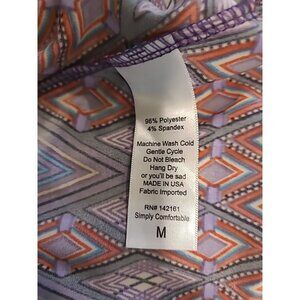 96% Polyester
4% Spandex
Machine Wash Cold
Gentle Cycle
Do Not Bleach
Hang Dry
or you'll be sad
MADE IN USA
Fabric Imported
RN# 142161
Simply Comfortable
M